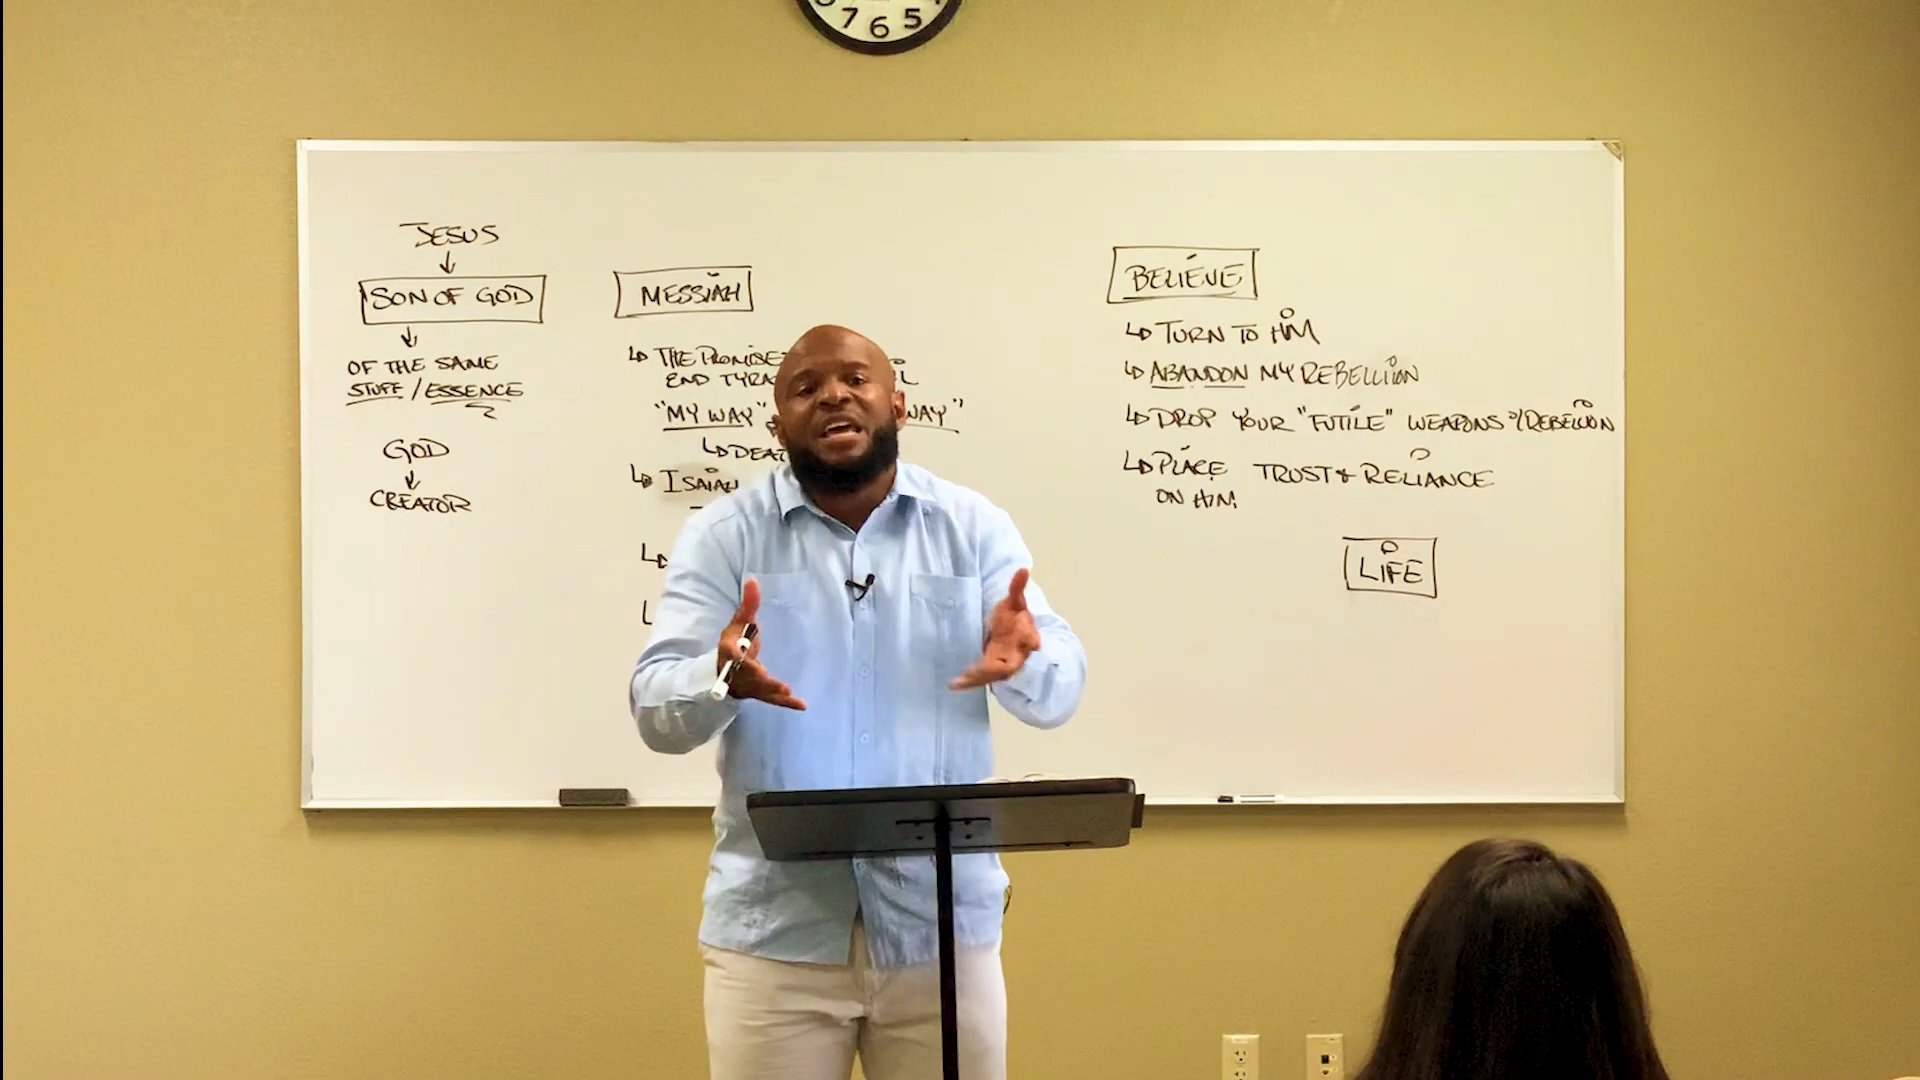 7 6 5
JESUS
SON OF GOD
OF THE SAME
STUFF / ESSENCE
GOD
CREATOR
MESSIAH
THE PROMISE
END
"MY WAY" WAY"
ISAIAH
BELIEVE
TURN TO HIM
ABANDON MY REBELLION
DROP YOUR "FUTILE" WEAPONS o/ REBELLION
PLACE TRUST & RELIANCE
ON HIM
LIFE